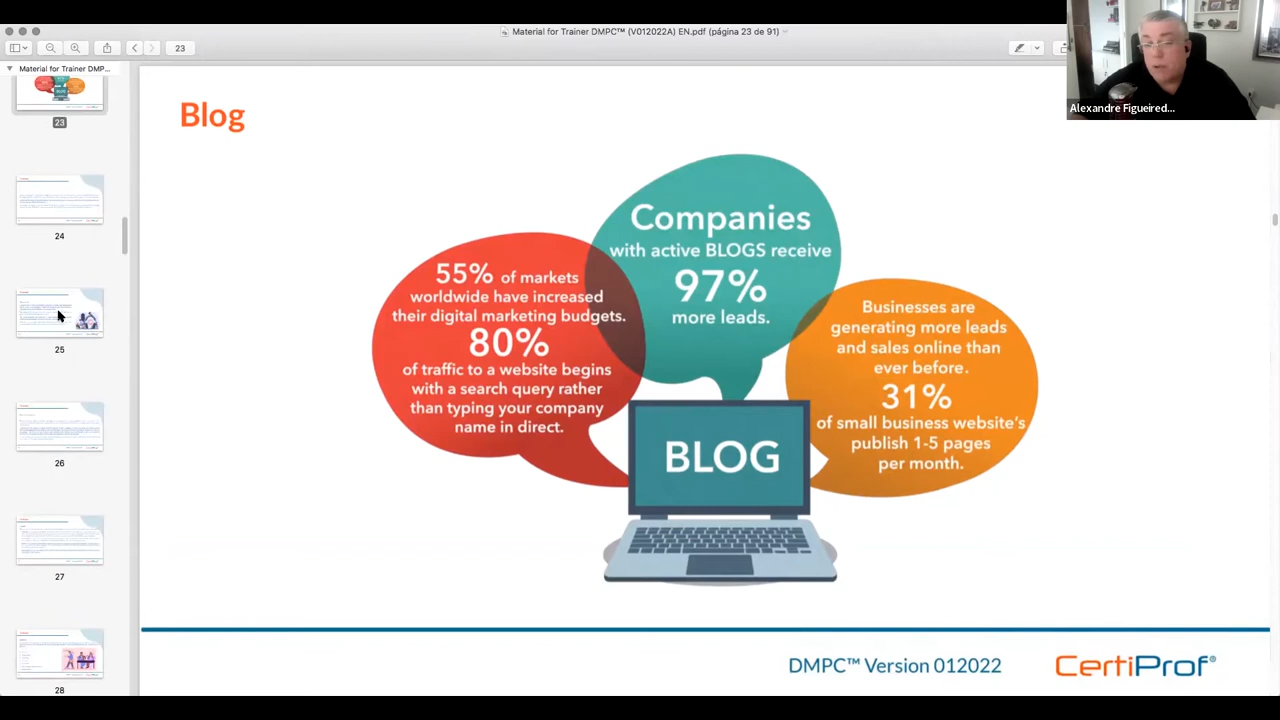 Material for Trainer DMPC™ (V012022A) EN.pdf (página 23 de 91)
23
Material for Trainer DMP...
23
24
25
26
27
28
Alexandre Figueired...
Blog
Companies
with active BLOGS receive
97%
more leads.
55% of markets
worldwide have increased
their digital marketing budgets.
80%
of traffic to a website begins
with a search query rather
than typing your company
name in direct.
Businesses are
generating more leads
and sales online than
ever before.
31%
of small business website's
publish 1-5 pages
per month.
BLOG
DMPC™ Version 012022
CertiProf®